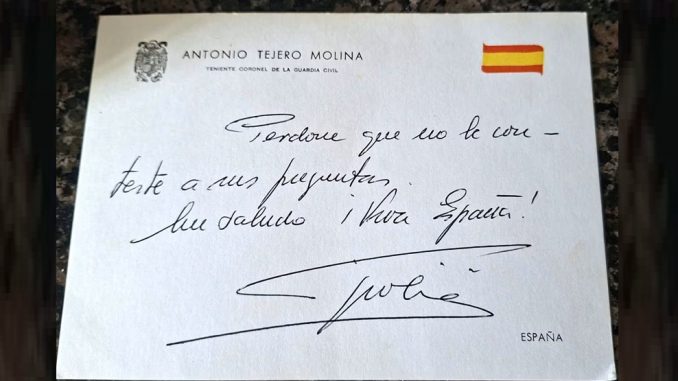 ANTONIO TEJERO MOLINA
TENIENTE CORONEL DE LA GUARDIA CIVIL
Perdone que no le con-
teste a sus preguntas.
Un saludo ¡Viva España!
ESPAÑA